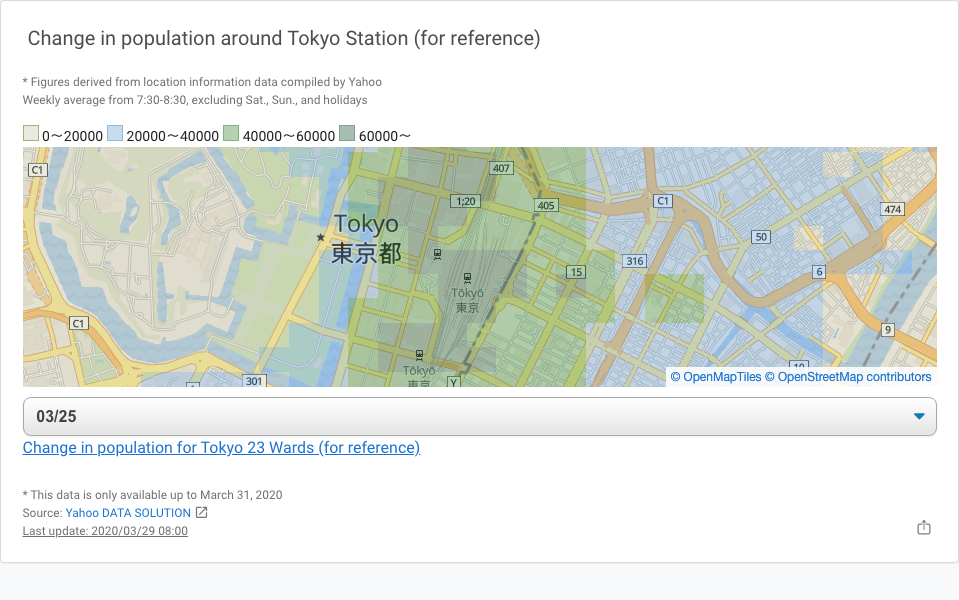 Change in population around Tokyo Station (for reference)
* Figures derived from location information data compiled by Yahoo
Weekly average from 7:30-8:30, excluding Sat., Sun., and holidays
0～20000 20000～40000 40000～60000 60000～
C1
407
1;20
405
C1
474
Tokyo
東京都
50
316
15
6
Tōkyō
東京
C1
9
Tōkyō
東京
301
Y
10
© OpenMapTiles © OpenStreetMap contributors
03/25
Change in population for Tokyo 23 Wards (for reference)
* This data is only available up to March 31, 2020
Source: Yahoo DATA SOLUTION
Last update: 2020/03/29 08:00